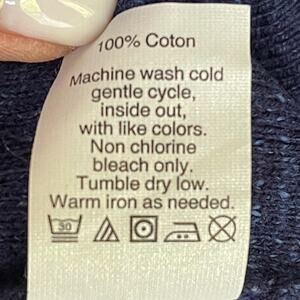 100% Coton
Machine wash cold
gentle cycle,
inside out,
with like colors.
Non chlorine
bleach only.
Tumble dry low.
Warm iron as needed.
30